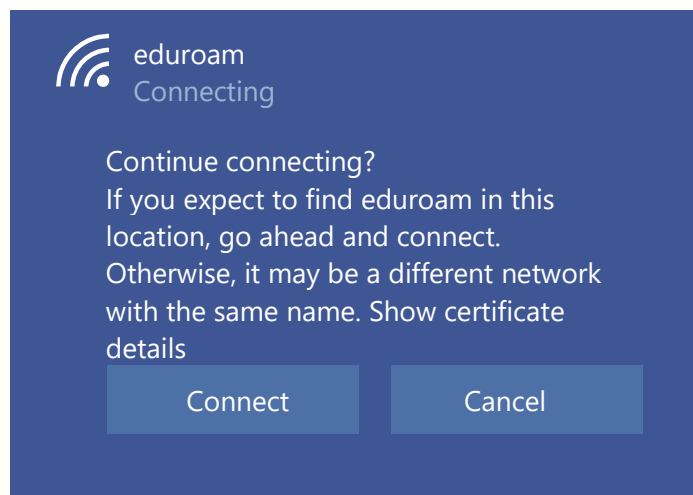 eduroam
Connecting
Continue connecting?
If you expect to find eduroam in this
location, go ahead and connect.
Otherwise, it may be a different network
with the same name. Show certificate
details
Connect
Cancel